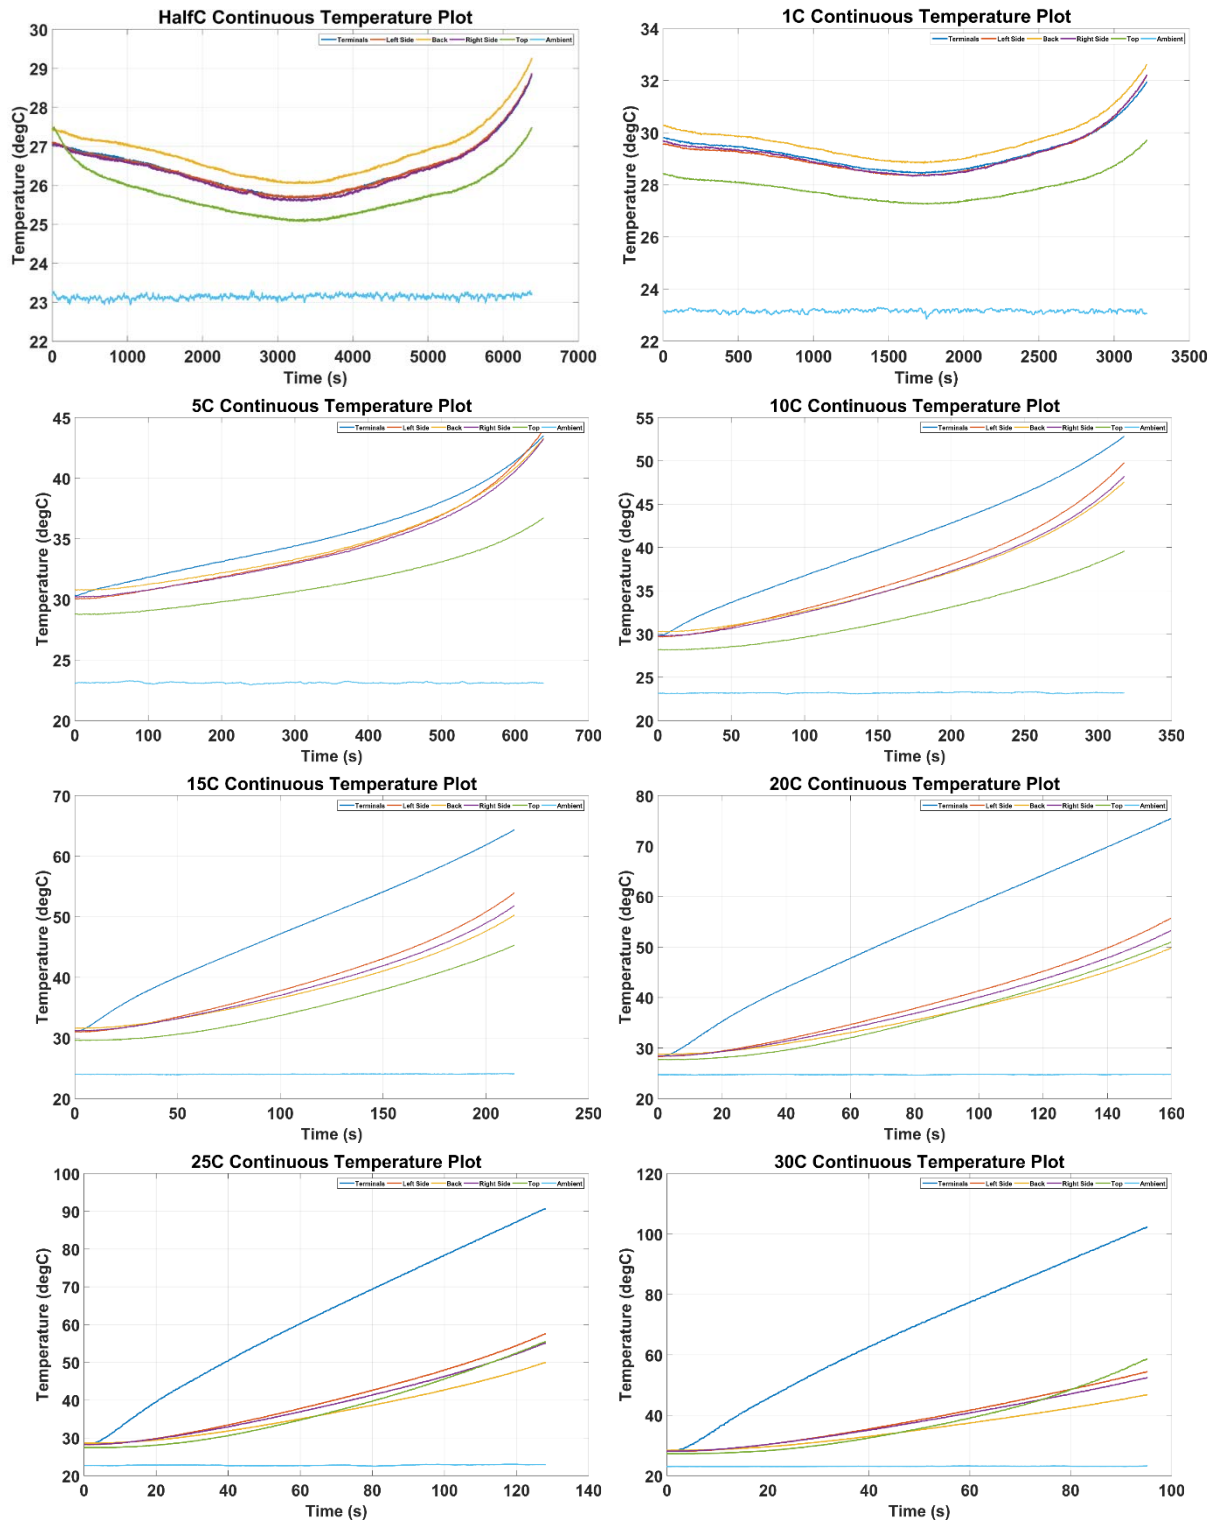 HalfC Continuous Temperature Plot
Terminals Left Side Back Right Side Top Ambient
Temperature (degC)
30
29
28
27
26
25
24
23
22
0 1000 2000 3000 4000 5000 6000 7000
Time (s)
1C Continuous Temperature Plot
Terminals Left Side Back Right Side Top Ambient
Temperature (degC)
34
32
30
28
26
24
22
0 500 1000 1500 2000 2500 3000 3500
Time (s)
5C Continuous Temperature Plot
Terminals Left Side Back Right Side Top Ambient
Temperature (degC)
45
40
35
30
25
20
0 100 200 300 400 500 600 700
Time (s)
10C Continuous Temperature Plot
Terminals Left Side Back Right Side Top Ambient
Temperature (degC)
55
50
45
40
35
30
25
20
0 50 100 150 200 250 300 350
Time (s)
15C Continuous Temperature Plot
Terminals Left Side Back Right Side Top Ambient
Temperature (degC)
70
60
50
40
30
20
0 50 100 150 200 250
Time (s)
20C Continuous Temperature Plot
Terminals Left Side Back Right Side Top Ambient
Temperature (degC)
80
70
60
50
40
30
20
0 20 40 60 80 100 120 140 160
Time (s)
25C Continuous Temperature Plot
Terminals Left Side Back Right Side Top Ambient
Temperature (degC)
100
90
80
70
60
50
40
30
20
0 20 40 60 80 100 120 140
Time (s)
30C Continuous Temperature Plot
Terminals Left Side Back Right Side Top Ambient
Temperature (degC)
120
100
80
60
40
20
0 20 40 60 80 100
Time (s)